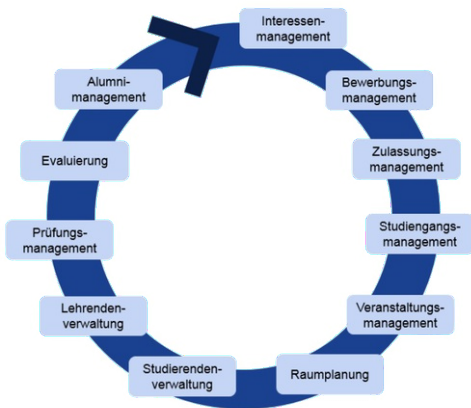 Interessen-
management
Bewerbungs-
management
Zulassungs-
management
Studiengangs-
management
Veranstaltungs-
management
Raumplanung
Studierenden-
verwaltung
Lehrenden-
verwaltung
Prüfungs-
management
Evaluierung
Alumni-
management